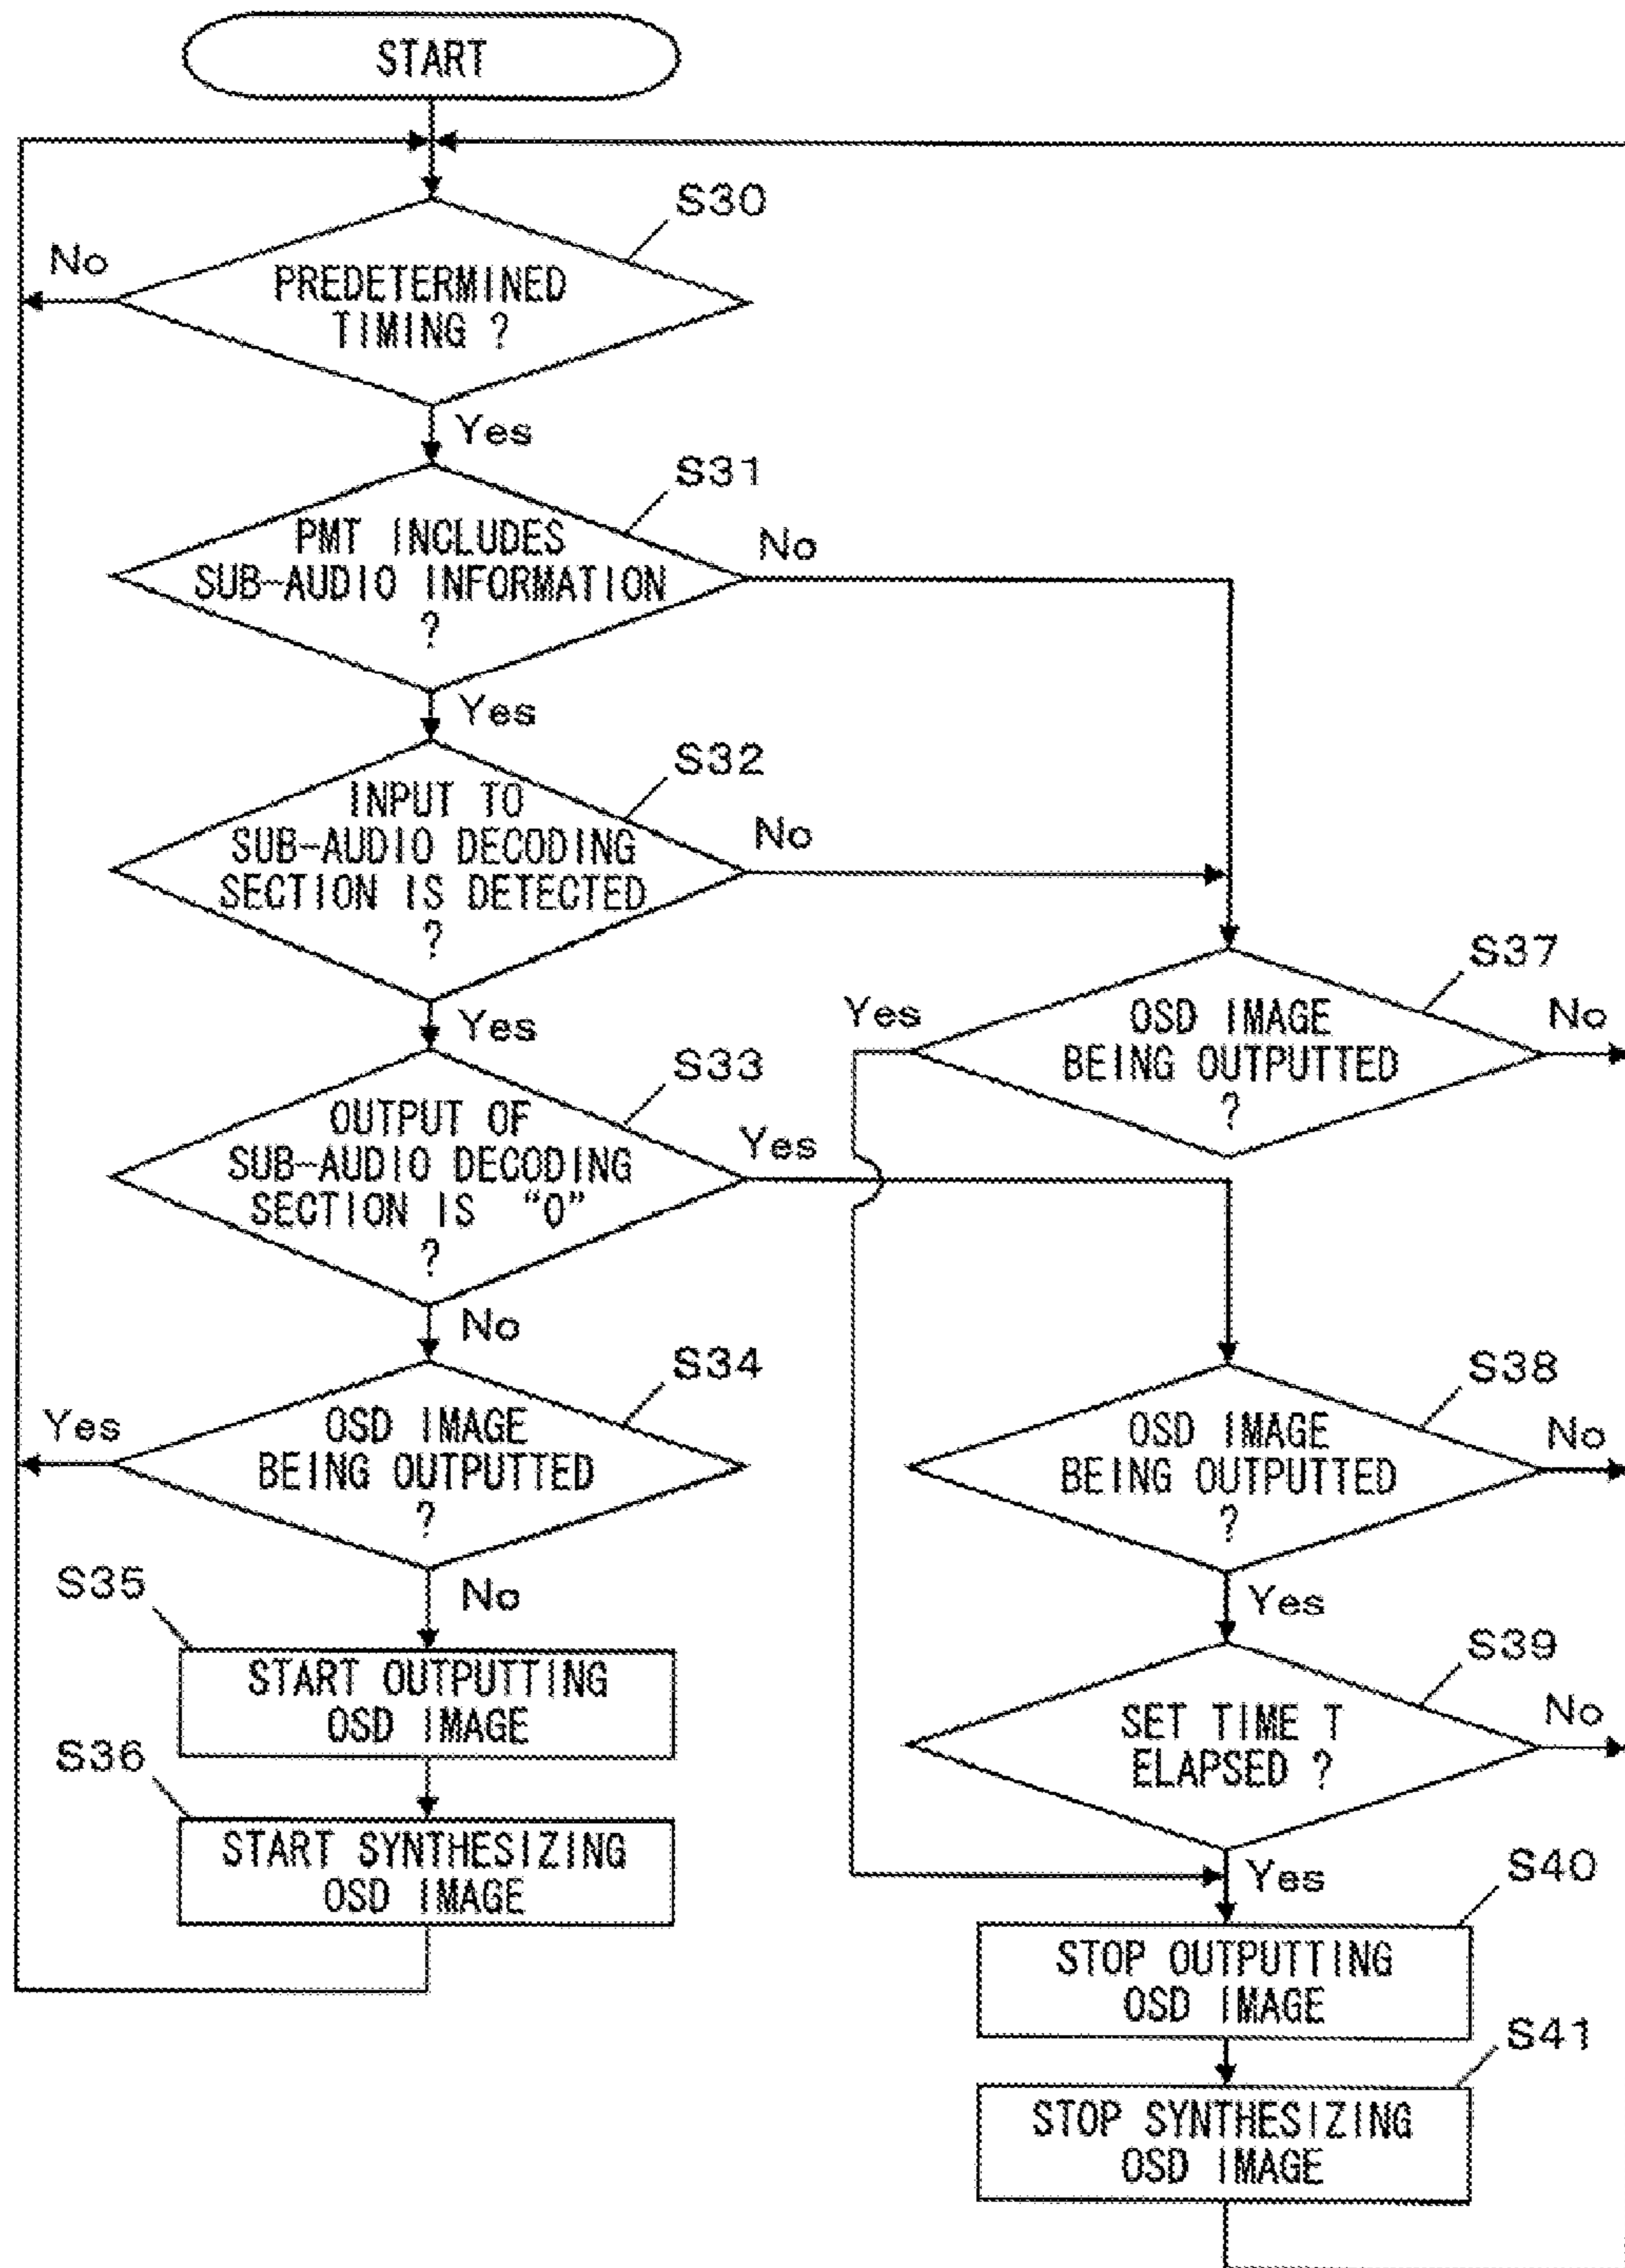 START
S30
No
PREDETERMINED
TIMING ?
Yes
S31
PMT INCLUDES
SUB-AUDIO INFORMATION
?
No
Yes
S32
INPUT TO
SUB-AUDIO DECODING
SECTION IS DETECTED
?
No
Yes
S33
OUTPUT OF
SUB-AUDIO DECODING
SECTION IS “0”
?
Yes
No
S34
Yes
OSD IMAGE
BEING OUTPUTTED
?
No
S35
START OUTPUTTING
OSD IMAGE
S36
START SYNTHESIZING
OSD IMAGE
S37
Yes
OSD IMAGE
BEING OUTPUTTED
?
No
S38
OSD IMAGE
BEING OUTPUTTED
?
No
Yes
S39
SET TIME T
ELAPSED ?
No
Yes
S40
STOP OUTPUTTING
OSD IMAGE
S41
STOP SYNTHESIZING
OSD IMAGE